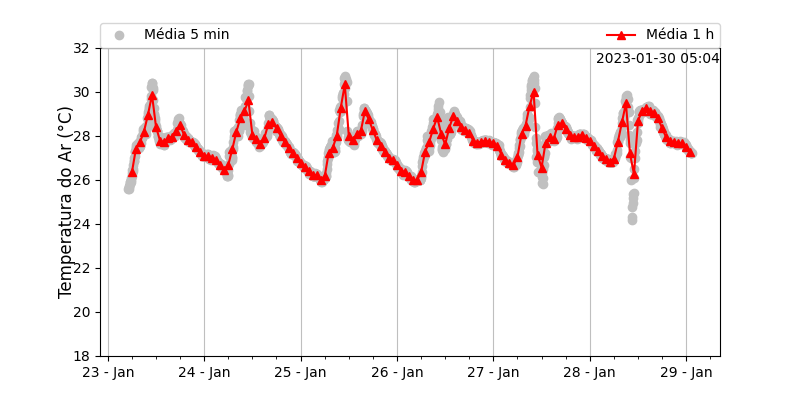 Média 5 min
Média 1 h
2023-01-30 05:04
Temperatura do Ar (°C)
32
30
28
26
24
22
20
18
23 - Jan
24 - Jan
25 - Jan
26 - Jan
27 - Jan
28 - Jan
29 - Jan